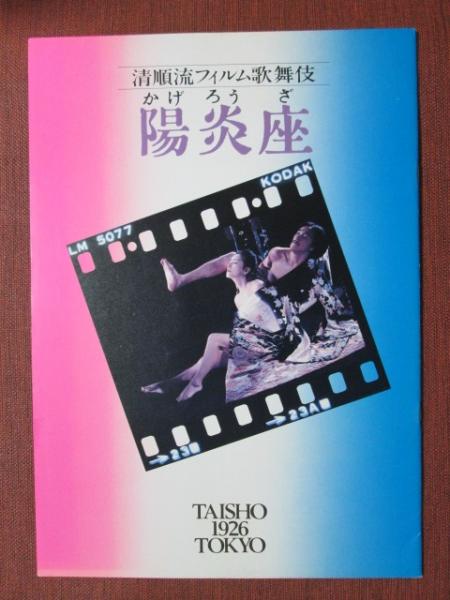 清順流フィルム歌舞伎
かげろうざ
陽炎座
KODAK
LM 5077
→23
→23A
TAISHO
1926
TOKYO